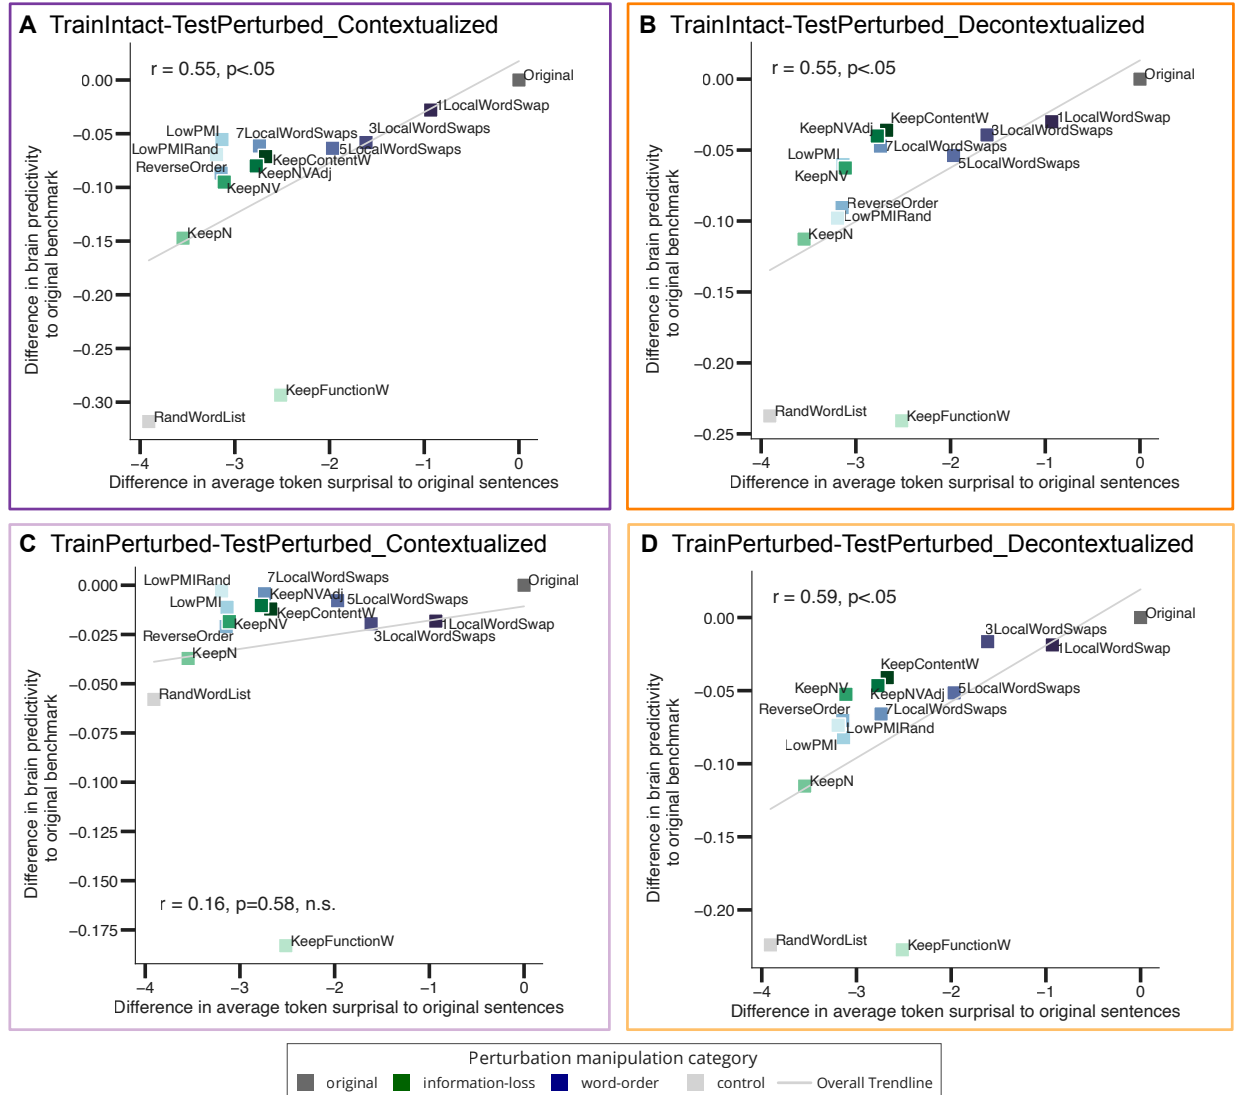 A TrainIntact-TestPerturbed_Contextualized
r = 0.55, p<.05
Difference in brain predictivity
to original benchmark
0.00
−0.05
−0.10
−0.15
−0.20
−0.25
−0.30
Original
1LocalWordSwap
3LocalWordSwaps
LowPMI
7LocalWordSwaps
5LocalWordSwaps
LowPMIRand
KeepContentW
ReverseOrder
KeepNVAdj
KeepNV
KeepN
KeepFunctionW
RandWordList
−4
−3
−2
−1
0
Difference in average token surprisal to original sentences
B TrainIntact-TestPerturbed_Decontextualized
r = 0.55, p<.05
Difference in brain predictivity
to original benchmark
0.00
−0.05
−0.10
−0.15
−0.20
−0.25
Original
KeepContentW
1LocalWordSwap
KeepNVAdj
3LocalWordSwaps
7LocalWordSwaps
LowPMI
5LocalWordSwaps
KeepNV
ReverseOrder
LowPMIRand
KeepN
RandWordList
KeepFunctionW
−4
−3
−2
−1
0
Difference in average token surprisal to original sentences
C TrainPerturbed-TestPerturbed_Contextualized
Difference in brain predictivity
to original benchmark
0.000
−0.025
−0.050
−0.075
−0.100
−0.125
−0.150
−0.175
7LocalWordSwaps
LowPMIRand
Original
KeepNVAdj
LowPMI
5LocalWordSwaps
KeepContentW
KeepNV
1LocalWordSwap
ReverseOrder
3LocalWordSwaps
KeepN
RandWordList
r = 0.16, p=0.58, n.s.
KeepFunctionW
−4
−3
−2
−1
0
Difference in average token surprisal to original sentences
D TrainPerturbed-TestPerturbed_Decontextualized
r = 0.59, p<.05
Difference in brain predictivity
to original benchmark
0.00
−0.05
−0.10
−0.15
−0.20
Original
3LocalWordSwaps
1LocalWordSwap
KeepContentW
KeepNV
KeepNVAdj
5LocalWordSwaps
ReverseOrder
7LocalWordSwaps
LowPMIRand
LowPMI
KeepN
RandWordList
KeepFunctionW
−4
−3
−2
−1
0
Difference in average token surprisal to original sentences
Perturbation manipulation category
original
information-loss
word-order
control
Overall Trendline